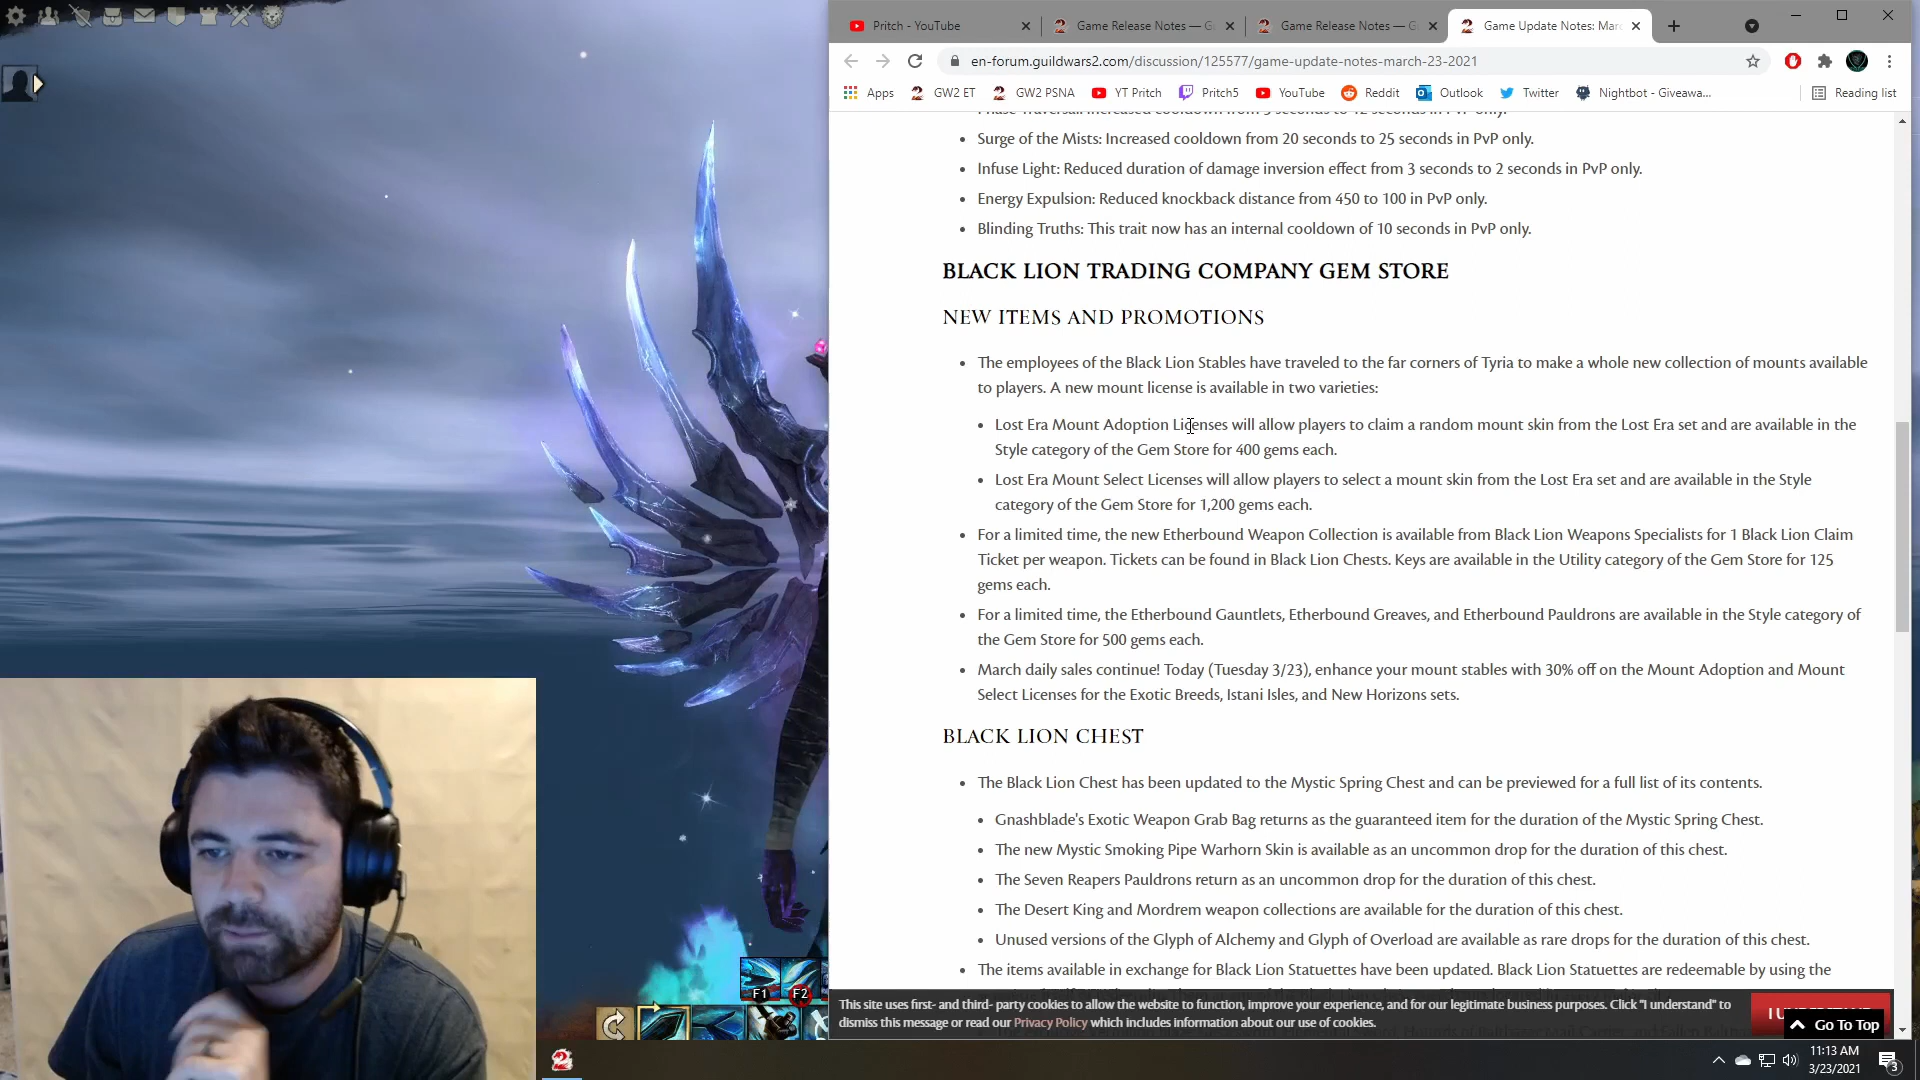 Pritch - YouTube
Game Release Notes — G
Game Release Notes — G
Game Update Notes: Marc
en-forum.guildwars2.com/discussion/125577/game-update-notes-march-23-2021
Apps
GW2 ET
GW2 PSNA
YT Pritch
Pritch5
YouTube
Reddit
Outlook
Twitter
Nightbot - Giveawa...
Reading list
Surge of the Mists: Increased cooldown from 20 seconds to 25 seconds in PvP only.
Infuse Light: Reduced duration of damage inversion effect from 3 seconds to 2 seconds in PvP only.
Energy Expulsion: Reduced knockback distance from 450 to 100 in PvP only.
Blinding Truths: This trait now has an internal cooldown of 10 seconds in PvP only.
BLACK LION TRADING COMPANY GEM STORE
NEW ITEMS AND PROMOTIONS
The employees of the Black Lion Stables have traveled to the far corners of Tyria to make a whole new collection of mounts available
to players. A new mount license is available in two varieties:
Lost Era Mount Adoption Licenses will allow players to claim a random mount skin from the Lost Era set and are available in the
Style category of the Gem Store for 400 gems each.
Lost Era Mount Select Licenses will allow players to select a mount skin from the Lost Era set and are available in the Style
category of the Gem Store for 1,200 gems each.
For a limited time, the new Etherbound Weapon Collection is available from Black Lion Weapons Specialists for 1 Black Lion Claim
Ticket per weapon. Tickets can be found in Black Lion Chests. Keys are available in the Utility category of the Gem Store for 125
gems each.
For a limited time, the Etherbound Gauntlets, Etherbound Greaves, and Etherbound Pauldrons are available in the Style category of
the Gem Store for 500 gems each.
March daily sales continue! Today (Tuesday 3/23), enhance your mount stables with 30% off on the Mount Adoption and Mount
Select Licenses for the Exotic Breeds, Istani Isles, and New Horizons sets.
BLACK LION CHEST
The Black Lion Chest has been updated to the Mystic Spring Chest and can be previewed for a full list of its contents.
Gnashblade's Exotic Weapon Grab Bag returns as the guaranteed item for the duration of the Mystic Spring Chest.
The new Mystic Smoking Pipe Warhorn Skin is available as an uncommon drop for the duration of this chest.
The Seven Reapers Pauldrons return as an uncommon drop for the duration of this chest.
The Desert King and Mordrem weapon collections are available for the duration of this chest.
Unused versions of the Glyph of Alchemy and Glyph of Overload are available as rare drops for the duration of this chest.
The items available in exchange for Black Lion Statuettes have been updated. Black Lion Statuettes are redeemable by using the
This site uses first- and third- party cookies to allow the website to function, improve your experience, and for our legitimate business purposes. Click "I understand" to
dismiss this message or read our Privacy Policy which includes information about our use of cookies.
Go To Top
F1
F2
11:13 AM
3/23/2021
3